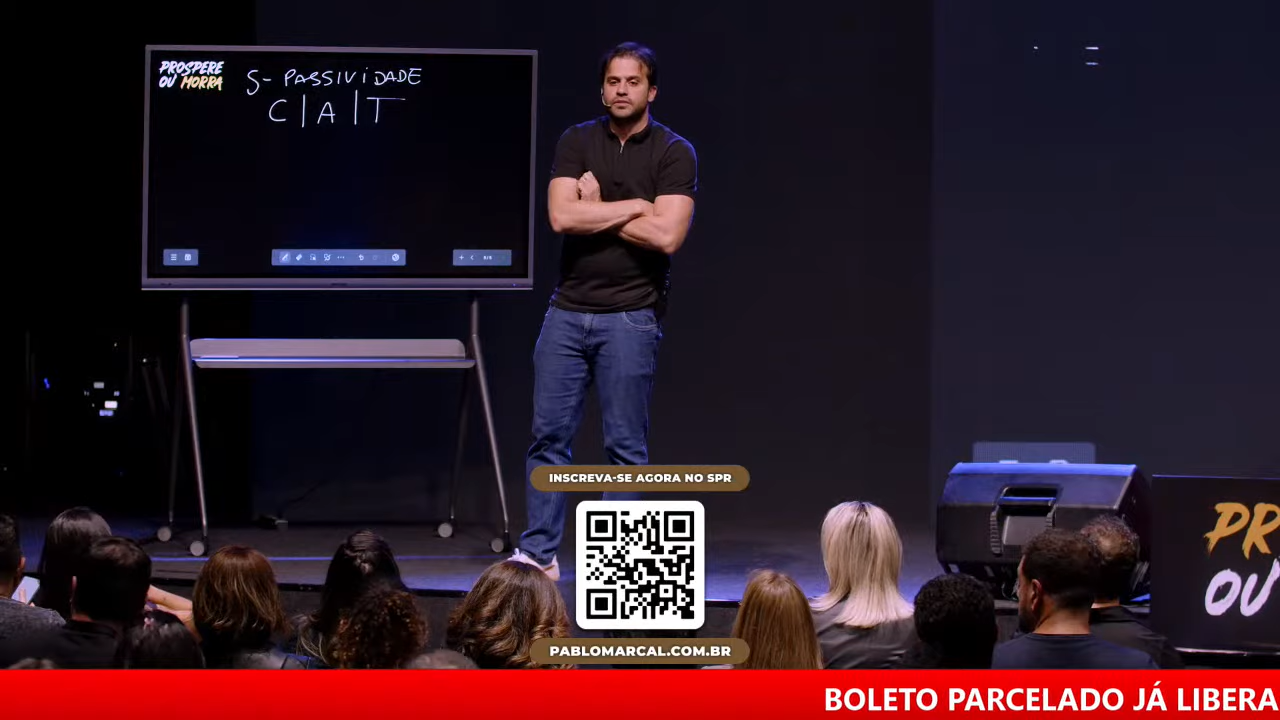 PROSPERE
OU MORRA
5- PASSIVIDADE
C | A | T
INSCREVA-SE AGORA NO SPR
PABLOMARCAL.COM.BR
PR
OU
BOLETO PARCELADO JÁ LIBERA